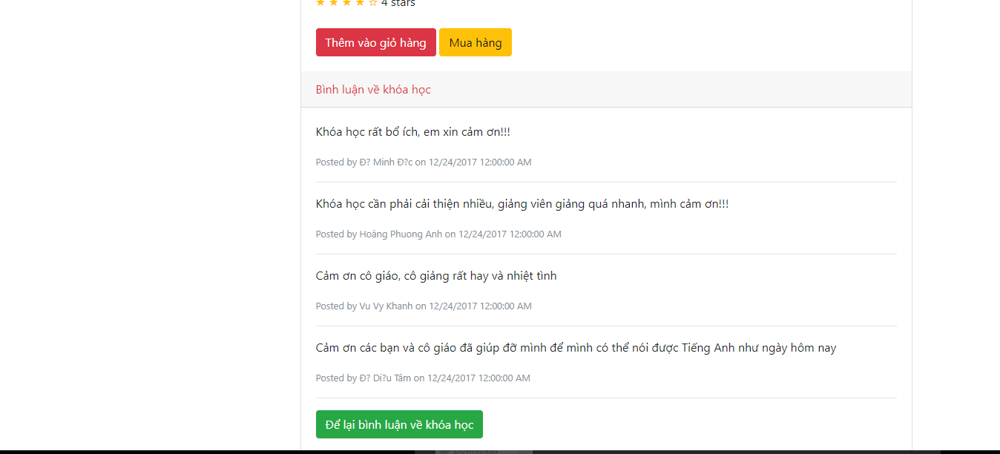 ★ ★ ★ ★ ☆ 4 stars
Thêm vào giỏ hàng Mua hàng
Bình luận về khóa học
Khóa học rất bổ ích, em xin cảm ơn!!!
Posted by Đ? Minh Đ?c on 12/24/2017 12:00:00 AM
Khóa học cần phải cải thiện nhiều, giảng viên giảng quá nhanh, mình cảm ơn!!!
Posted by Hoàng Phuong Anh on 12/24/2017 12:00:00 AM
Cảm ơn cô giáo, cô giảng rất hay và nhiệt tình
Posted by Vu Vy Khanh on 12/24/2017 12:00:00 AM
Cảm ơn các bạn và cô giáo đã giúp đỡ mình để mình có thể nói được Tiếng Anh như ngày hôm nay
Posted by Đ? Di?u Tâm on 12/24/2017 12:00:00 AM
Để lại bình luận về khóa học